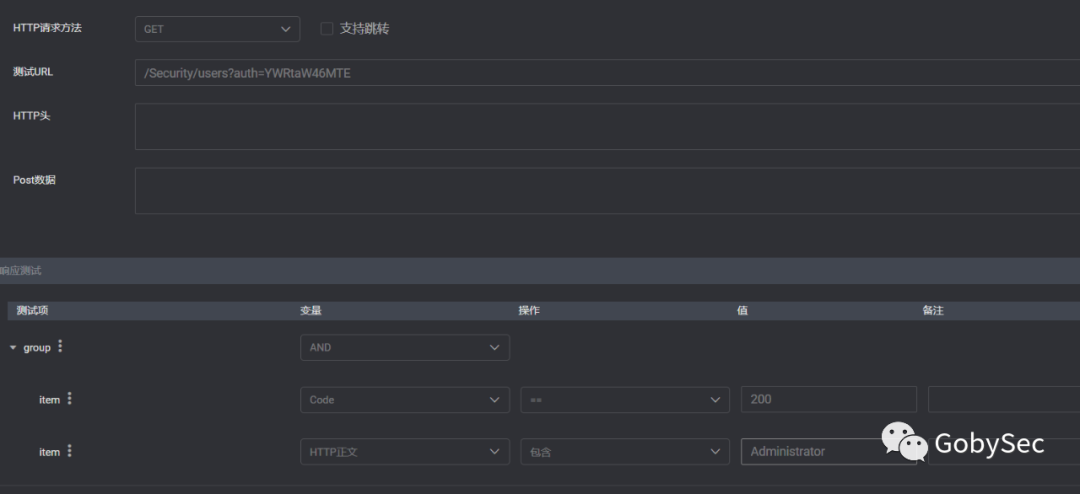 HTTP请求方法 GET 支持跳转
测试URL /Security/users?auth=YWRtaW46MTE
HTTP头
Post数据
响应测试
测试项 变量 操作 值 备注
group AND
item Code == 200
item HTTP正文 包含 Administrator
GobySec